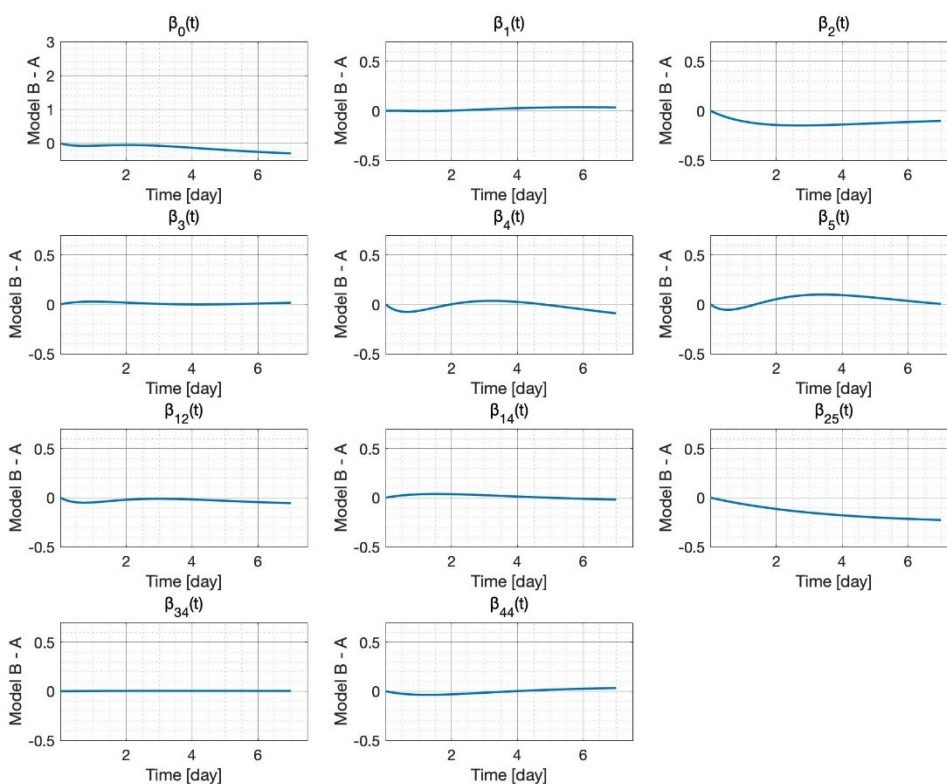 β₀(t)
Model B - A
3
2
1
0
2 4 6
Time [day]
β₁(t)
Model B - A
0.5
0
-0.5
2 4 6
Time [day]
β₂(t)
Model B - A
0.5
0
-0.5
2 4 6
Time [day]
β₃(t)
Model B - A
0.5
0
-0.5
2 4 6
Time [day]
β₄(t)
Model B - A
0.5
0
-0.5
2 4 6
Time [day]
β₅(t)
Model B - A
0.5
0
-0.5
2 4 6
Time [day]
β₁₂(t)
Model B - A
0.5
0
-0.5
2 4 6
Time [day]
β₁₄(t)
Model B - A
0.5
0
-0.5
2 4 6
Time [day]
β₂₅(t)
Model B - A
0.5
0
-0.5
2 4 6
Time [day]
β₃₄(t)
Model B - A
0.5
0
-0.5
2 4 6
Time [day]
β₄₄(t)
Model B - A
0.5
0
-0.5
2 4 6
Time [day]